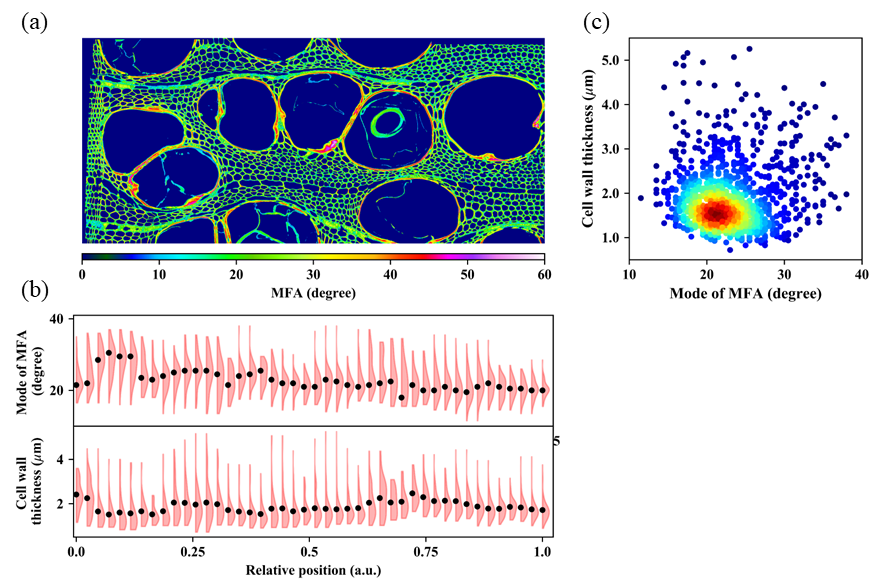 (a)
(c)
0 10 20 30 40 50 60
MFA (degree)
Cell wall thickness (μm)
5.0
4.0
3.0
2.0
1.0
10 20 30 40
Mode of MFA (degree)
(b)
Mode of MFA
(degree)
40
20
5
Cell wall
thickness (μm)
4
2
0.0 0.25 0.5 0.75 1.0
Relative position (a.u.)